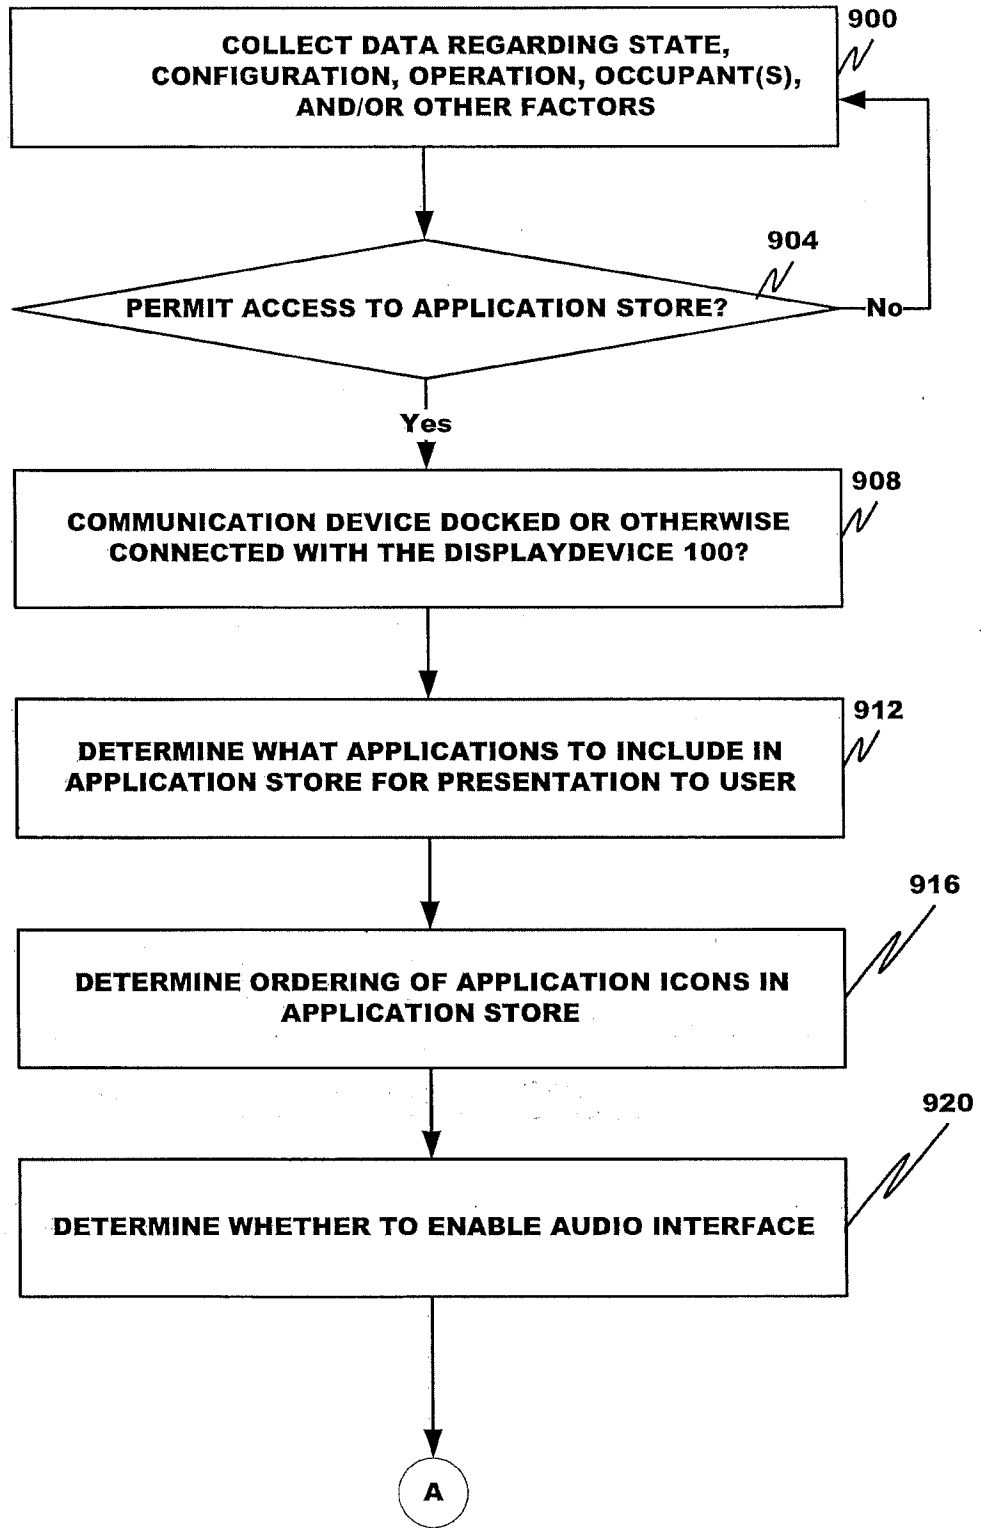 900
COLLECT DATA REGARDING STATE,
CONFIGURATION, OPERATION, OCCUPANT(S),
AND/OR OTHER FACTORS
904
PERMIT ACCESS TO APPLICATION STORE?
No
Yes
908
COMMUNICATION DEVICE DOCKED OR OTHERWISE
CONNECTED WITH THE DISPLAYDEVICE 100?
912
DETERMINE WHAT APPLICATIONS TO INCLUDE IN
APPLICATION STORE FOR PRESENTATION TO USER
916
DETERMINE ORDERING OF APPLICATION ICONS IN
APPLICATION STORE
920
DETERMINE WHETHER TO ENABLE AUDIO INTERFACE
A